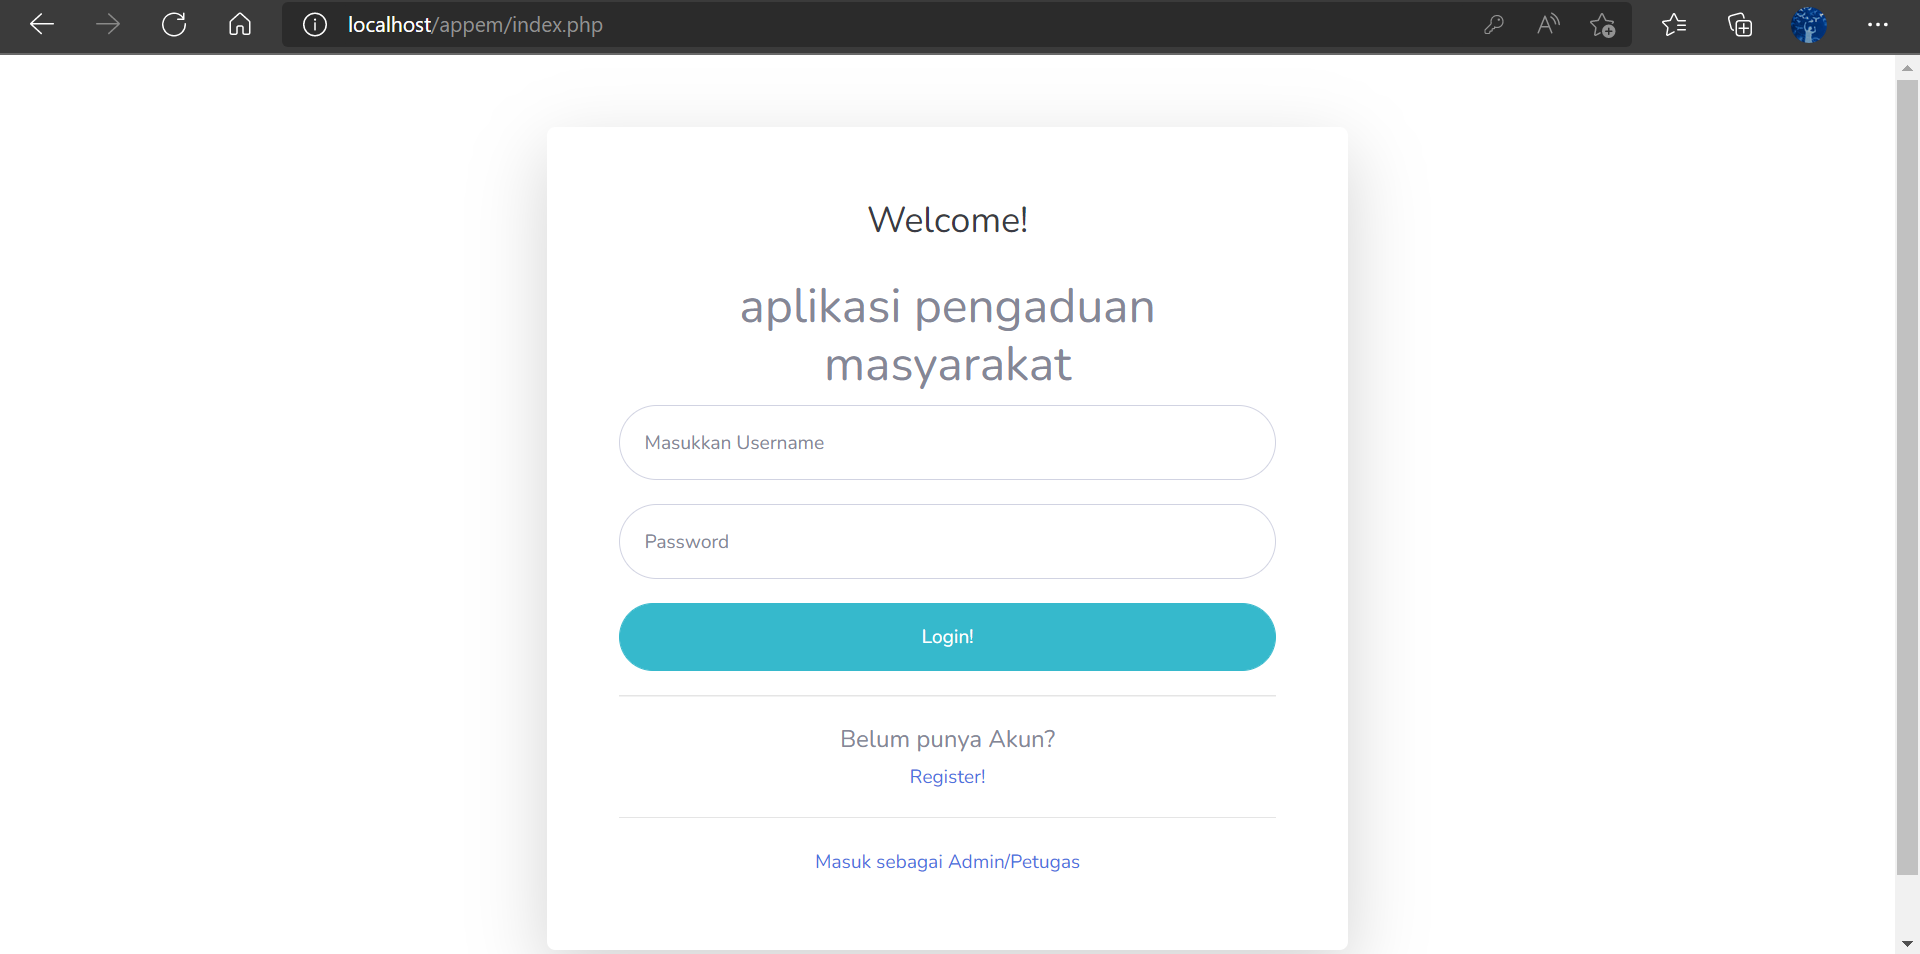 localhost/appem/index.php
Welcome!
aplikasi pengaduan
masyarakat
Masukkan Username
Password
Login!
Belum punya Akun?
Register!
Masuk sebagai Admin/Petugas